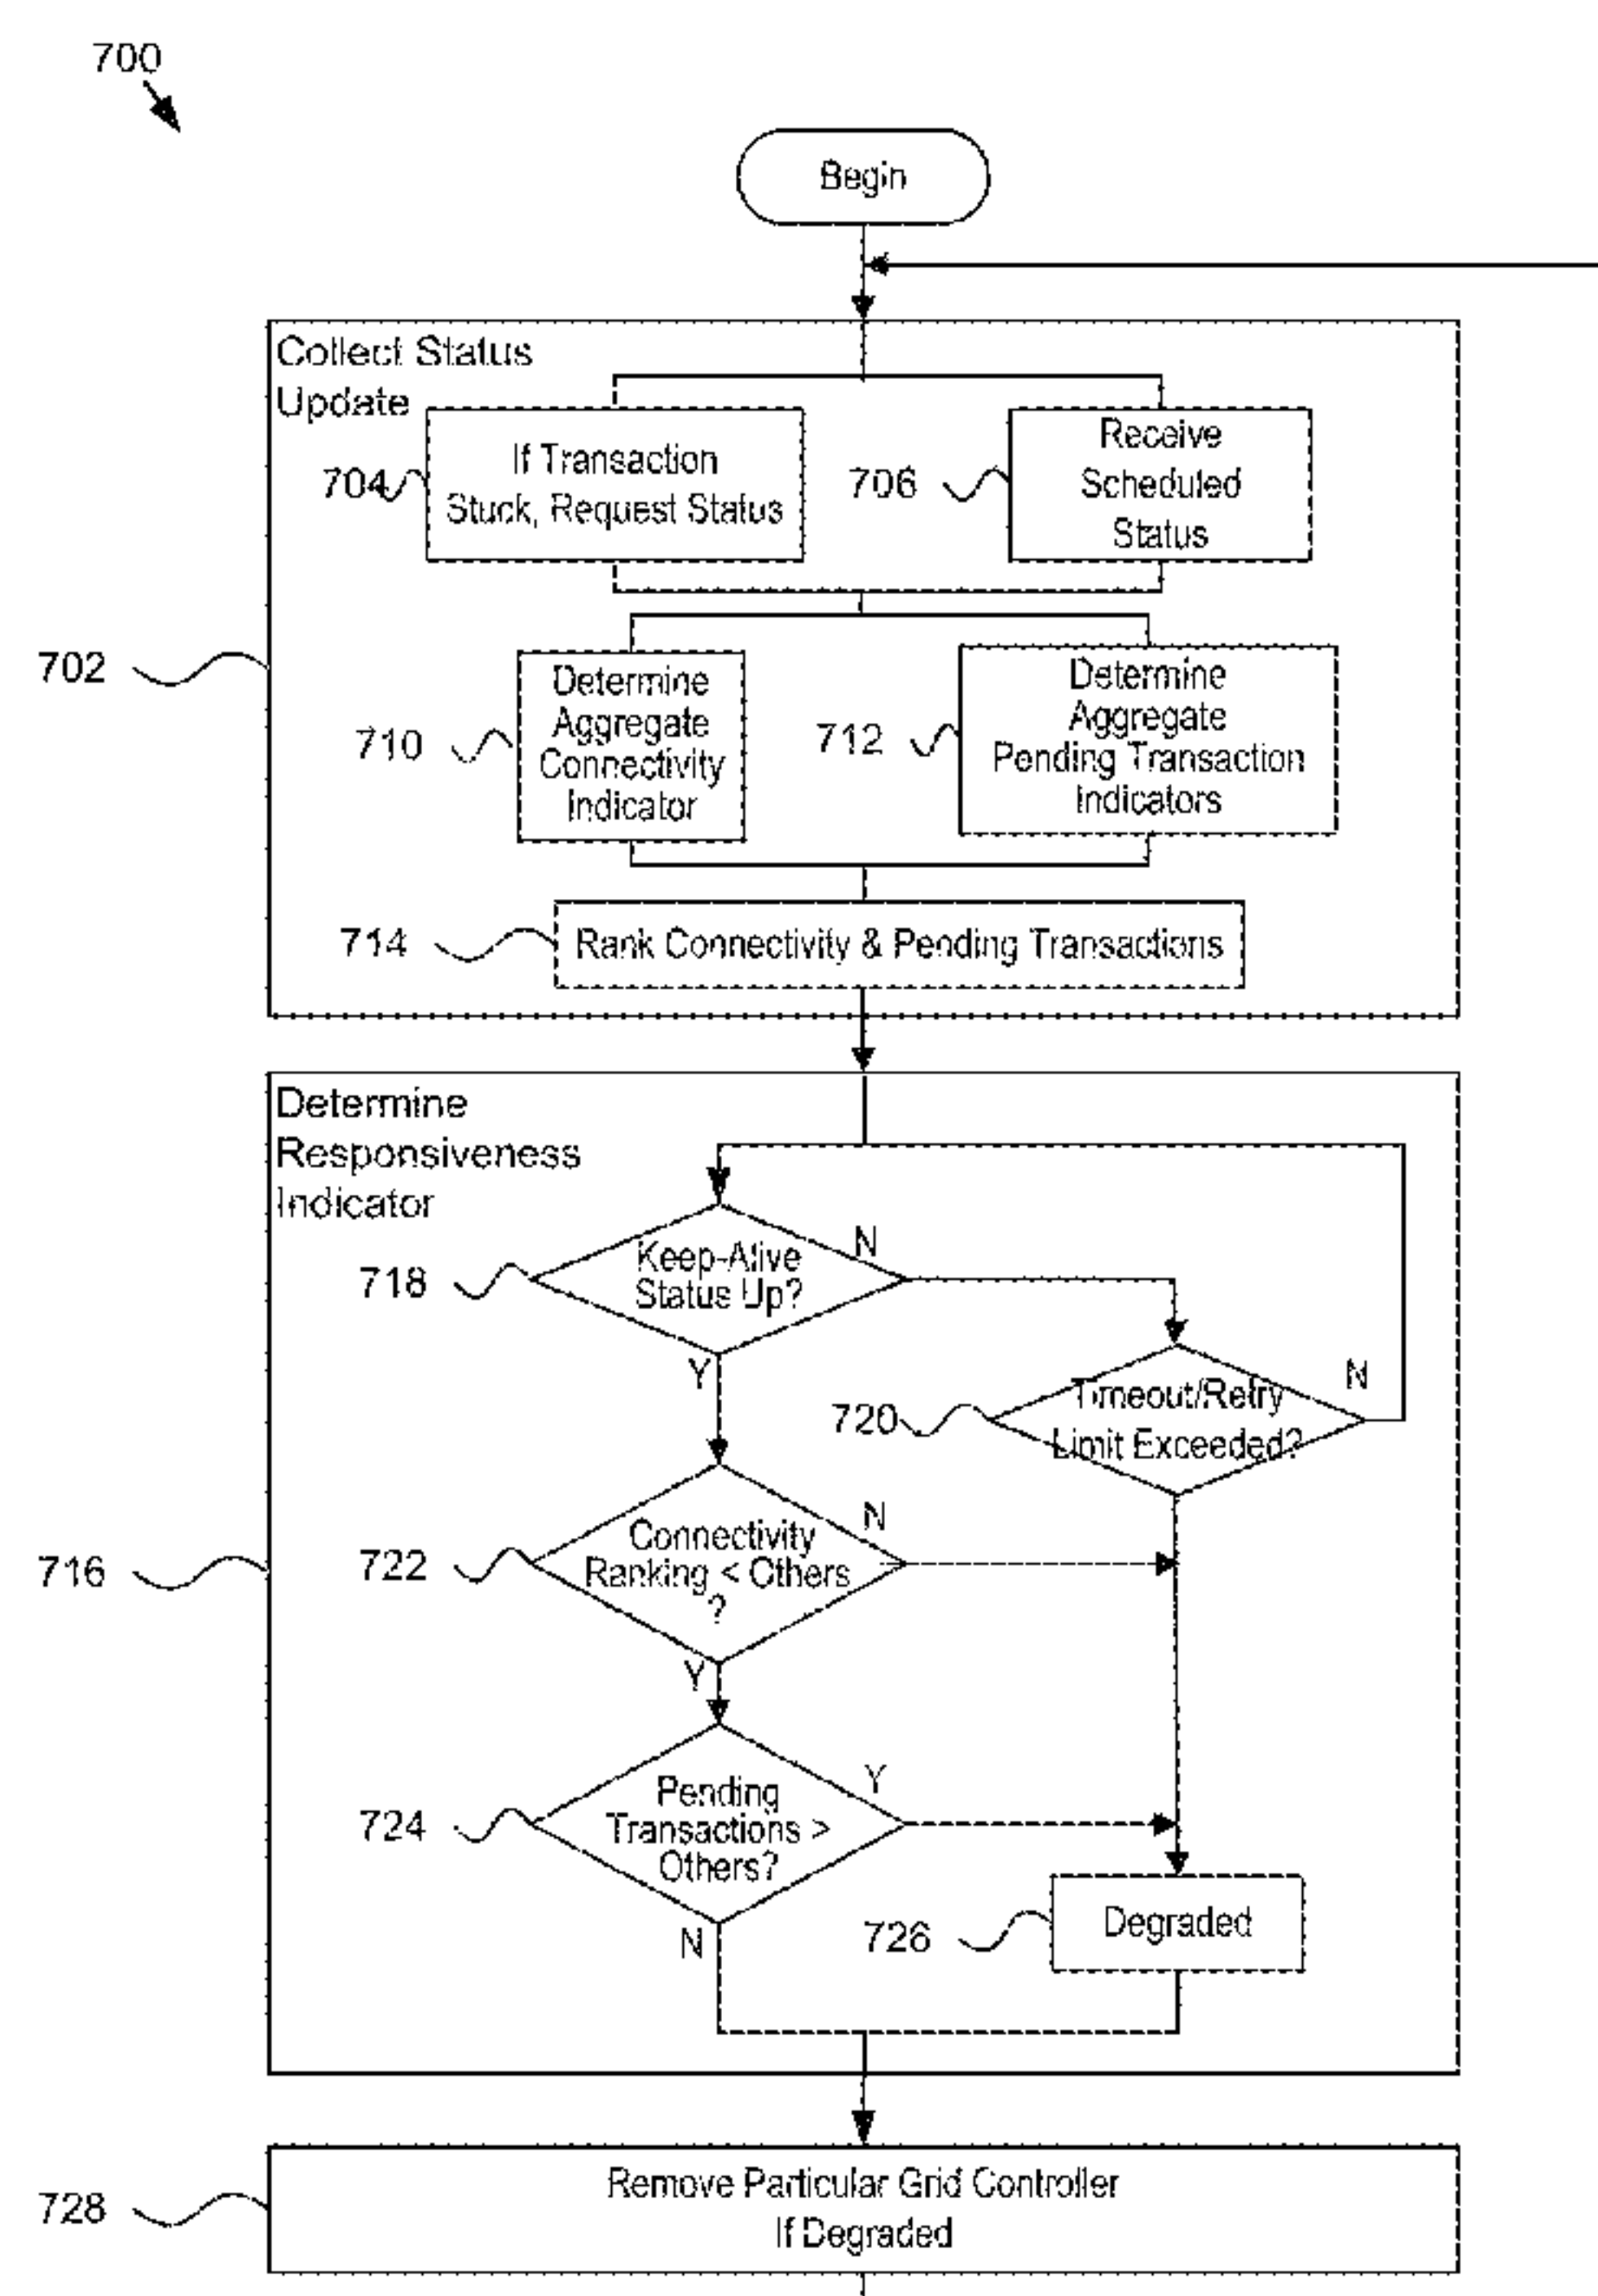 700
Begin
Collect Status
Update
704
If Transaction
Stuck, Request Status
706
Receive
Scheduled
Status
702
710
Determine
Aggregate
Connectivity
Indicator
712
Determine
Aggregate
Pending Transaction
Indicators
714
Rank Connectivity & Pending Transactions
Determine
Responsiveness
Indicator
718
Keep-Alive
Status Up?
N
Y
720
Timeout/Retry
Limit Exceeded?
N
716
722
Connectivity
Ranking < Others
?
N
Y
724
Pending
Transactions >
Others?
Y
N
726
Degraded
728
Remove Particular Grid Controller
If Degraded